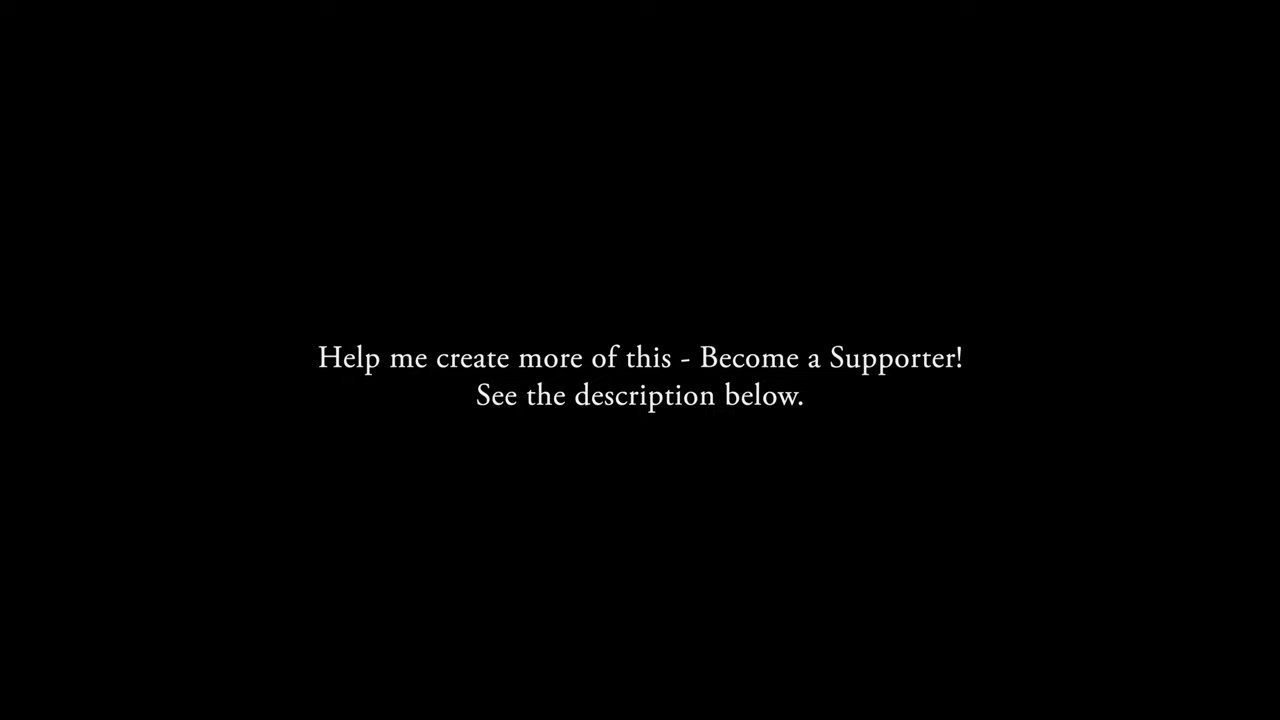 Help me create more of this - Become a Supporter!
See the description below.